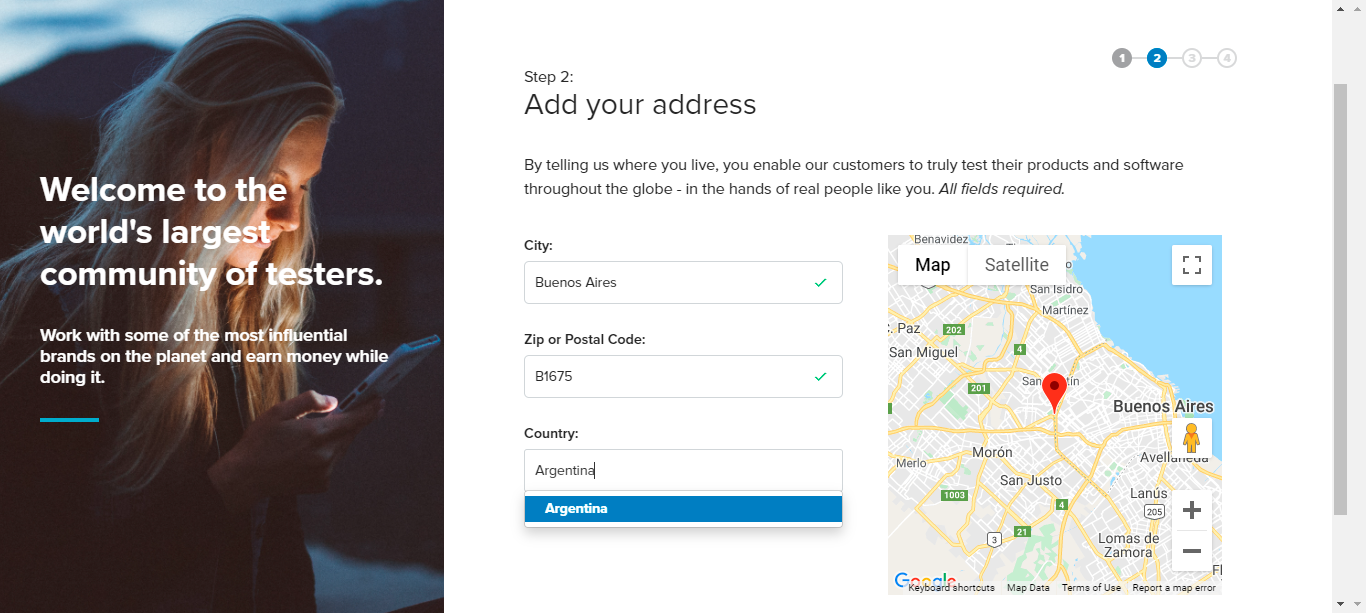 Welcome to the
world's largest
community of testers.
Work with some of the most influential
brands on the planet and earn money while
doing it.
1
2
3
4
Step 2:
Add your address
By telling us where you live, you enable our customers to truly test their products and software
throughout the globe - in the hands of real people like you. All fields required.
City:
Buenos Aires
Zip or Postal Code:
B1675
Country:
Argentina
Argentina
Benavidez
Map
Satellite
San Isidro
Martínez
C. Paz
202
4
San Miguel
201
Buenos Aires
Morón
Avellaneda
Merlo
San Justo
1003
4
Lanús
205
21
3
Lomas de
Zamora
Google
Keyboard shortcuts
Map Data
Terms of Use
Report a map error